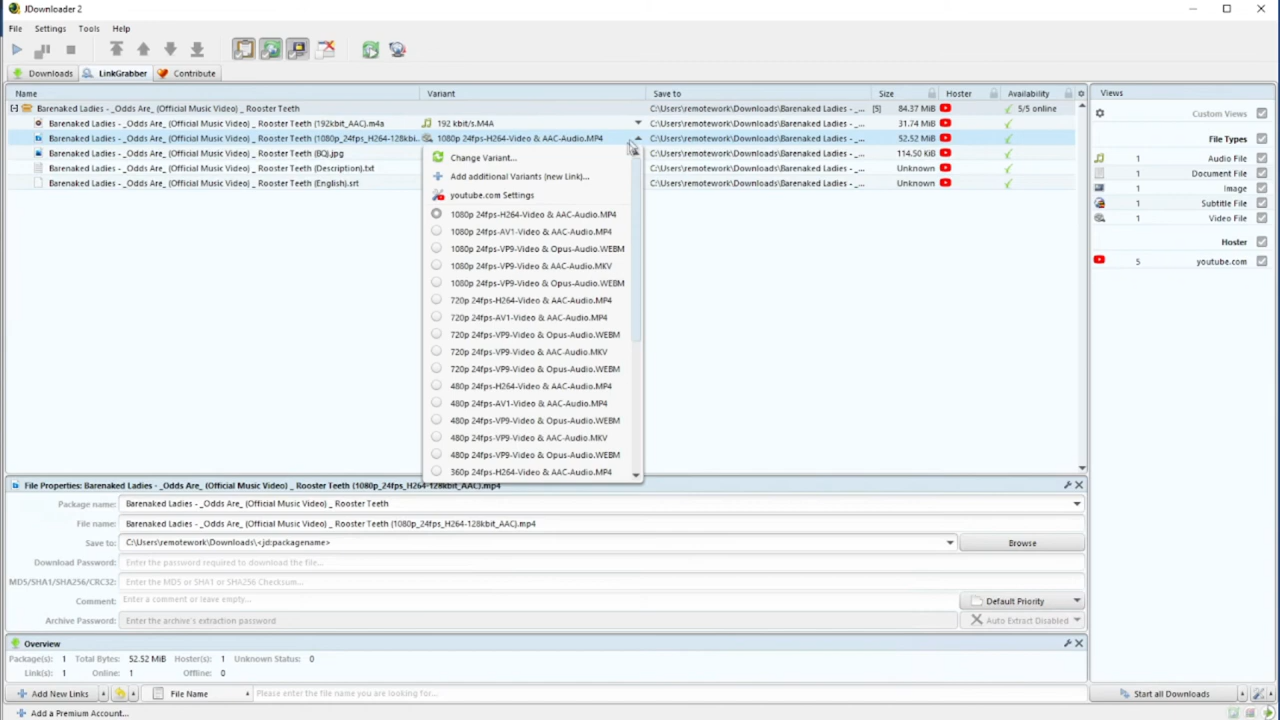 JDownloader 2
File Settings Tools Help
Downloads LinkGrabber Contribute
Name Variant Save to Size Hoster Availability
Barenaked Ladies - _Odds Are_ (Official Music Video) _ Rooster Teeth C:\Users\remotework\Downloads\Barenaked Ladies - _... [5] 84.37 MiB 5/5 online
Barenaked Ladies - _Odds Are_ (Official Music Video) _ Rooster Teeth (192kbit_AAC).m4a 192 kbit/s.M4A C:\Users\remotework\Downloads\Barenaked Ladies - _... 31.74 MiB
Barenaked Ladies - _Odds Are_ (Official Music Video) _ Rooster Teeth (1080p_24fps_H264-128kbi... 1080p 24fps-H264-Video & AAC-Audio.MP4 C:\Users\remotework\Downloads\Barenaked Ladies - _... 52.52 MiB
Barenaked Ladies - _Odds Are_ (Official Music Video) _ Rooster Teeth (BQ).jpg C:\Users\remotework\Downloads\Barenaked Ladies - _... 114.50 KiB
Barenaked Ladies - _Odds Are_ (Official Music Video) _ Rooster Teeth (Description).txt C:\Users\remotework\Downloads\Barenaked Ladies - _... Unknown
Barenaked Ladies - _Odds Are_ (Official Music Video) _ Rooster Teeth (English).srt C:\Users\remotework\Downloads\Barenaked Ladies - _... Unknown
Change Variant...
Add additional Variants (new Link)...
youtube.com Settings
1080p 24fps-H264-Video & AAC-Audio.MP4
1080p 24fps-AV1-Video & AAC-Audio.MP4
1080p 24fps-VP9-Video & Opus-Audio.WEBM
1080p 24fps-VP9-Video & AAC-Audio.MKV
1080p 24fps-VP9-Video & Opus-Audio.WEBM
720p 24fps-H264-Video & AAC-Audio.MP4
720p 24fps-AV1-Video & AAC-Audio.MP4
720p 24fps-VP9-Video & Opus-Audio.WEBM
720p 24fps-VP9-Video & AAC-Audio.MKV
720p 24fps-VP9-Video & Opus-Audio.WEBM
480p 24fps-H264-Video & AAC-Audio.MP4
480p 24fps-AV1-Video & AAC-Audio.MP4
480p 24fps-VP9-Video & Opus-Audio.WEBM
480p 24fps-VP9-Video & AAC-Audio.MKV
480p 24fps-VP9-Video & Opus-Audio.WEBM
360p 24fps-H264-Video & AAC-Audio.MP4
Views
Custom Views
File Types
1 Audio File
1 Document File
1 Image
1 Subtitle File
1 Video File
Hoster
5 youtube.com
File Properties: Barenaked Ladies - _Odds Are_ (Official Music Video) _ Rooster Teeth (1080p_24fps_H264-128kbit_AAC).mp4
Package name: Barenaked Ladies - _Odds Are_ (Official Music Video) _ Rooster Teeth
File name: Barenaked Ladies - _Odds Are_ (Official Music Video) _ Rooster Teeth (1080p_24fps_H264-128kbit_AAC).mp4
Save to: C:\Users\remotework\Downloads\<jd:packagename> Browse
Download Password: Enter the password required to download the file...
MD5/SHA1/SHA256/CRC32: Enter the MD5 or SHA1 or SHA256 Checksum...
Comment: Enter a comment or leave empty... Default Priority
Archive Password: Enter the archive's extraction password Auto Extract Disabled
Overview
Package(s): 1 Total Bytes: 52.52 MiB Hoster(s): 1 Unknown Status: 0
Link(s): 1 Online: 1 Offline: 0
Add New Links File Name Please enter the file name you are looking for... Start all Downloads
Add a Premium Account...